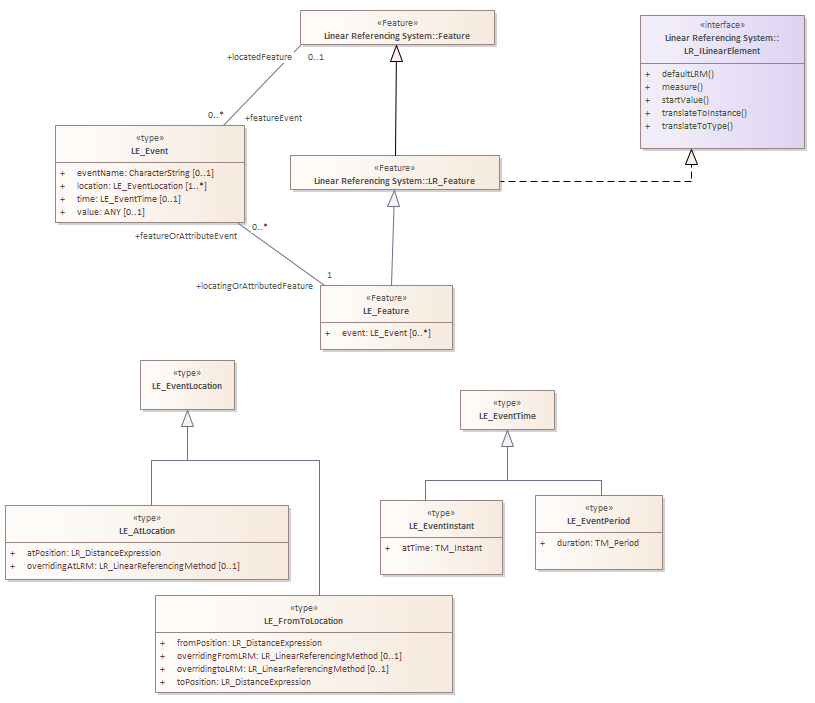 «Feature»
Linear Referencing System::Feature
«interface»
Linear Referencing System::
LR_ILinearElement
+ defaultLRM()
+ measure()
+ startValue()
+ translateToInstance()
+ translateToType()
+locatedFeature
0..1
0..*
+featureEvent
«type»
LE_Event
+ eventName: CharacterString [0..1]
+ location: LE_EventLocation [1..*]
+ time: LE_EventTime [0..1]
+ value: ANY [0..1]
«Feature»
Linear Referencing System::LR_Feature
0..*
+featureOrAttributeEvent
1
+locatingOrAttributedFeature
«Feature»
LE_Feature
+ event: LE_Event [0..*]
«type»
LE_EventLocation
«type»
LE_EventTime
«type»
LE_AtLocation
+ atPosition: LR_DistanceExpression
+ overridingAtLRM: LR_LinearReferencingMethod [0..1]
«type»
LE_EventInstant
+ atTime: TM_Instant
«type»
LE_EventPeriod
+ duration: TM_Period
«type»
LE_FromToLocation
+ fromPosition: LR_DistanceExpression
+ overridingFromLRM: LR_LinearReferencingMethod [0..1]
+ overridingtoLRM: LR_LinearReferencingMethod [0..1]
+ toPosition: LR_DistanceExpression